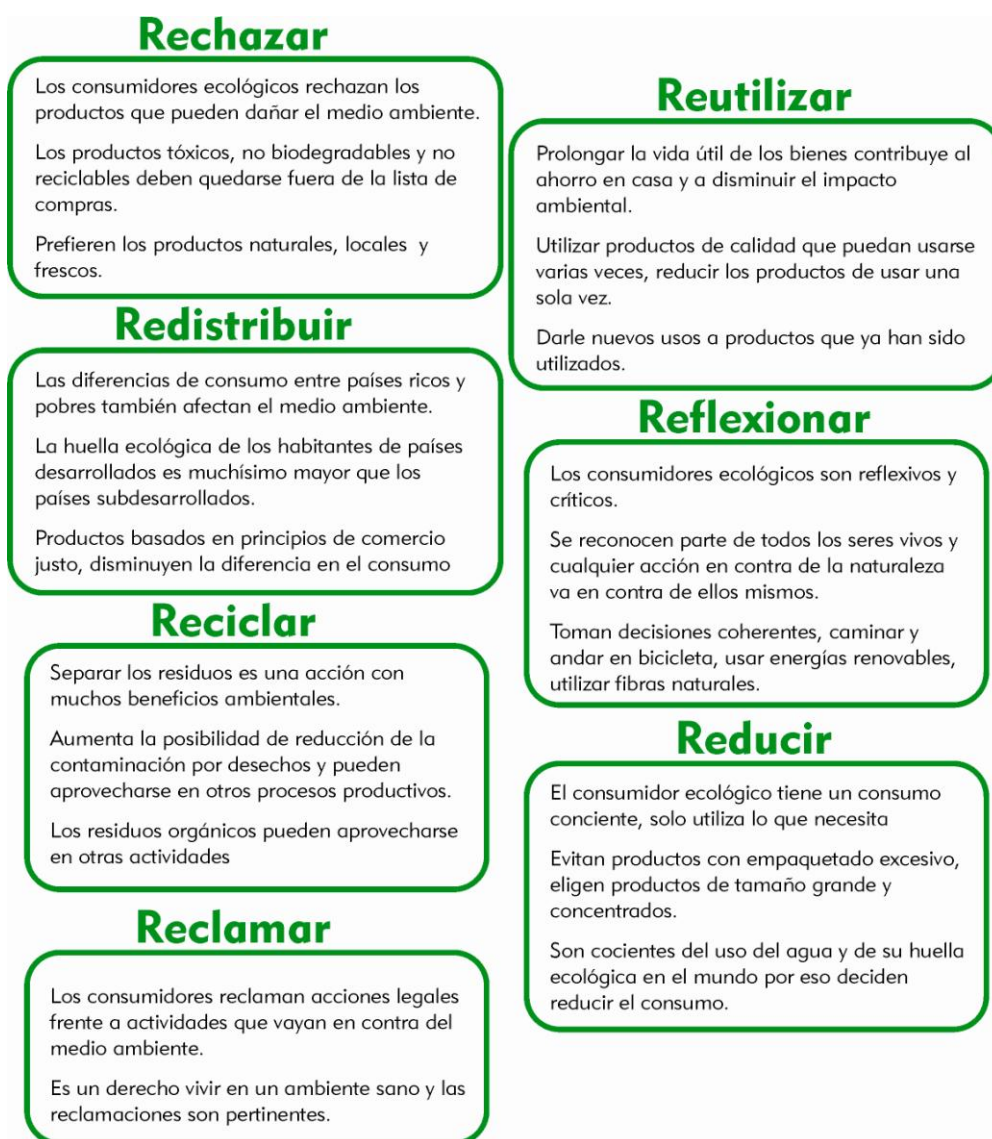 Rechazar
Los consumidores ecológicos rechazan los
productos que pueden dañar el medio ambiente.
Los productos tóxicos, no biodegradables y no
reciclables deben quedarse fuera de la lista de
compras.
Prefieren los productos naturales, locales y
frescos.
Redistribuir
Las diferencias de consumo entre países ricos y
pobres también afectan el medio ambiente.
La huella ecológica de los habitantes de países
desarrollados es muchísimo mayor que los
países subdesarrollados.
Productos basados en principios de comercio
justo, disminuyen la diferencia en el consumo
Reciclar
Separar los residuos es una acción con
muchos beneficios ambientales.
Aumenta la posibilidad de reducción de la
contaminación por desechos y pueden
aprovecharse en otros procesos productivos.
Los residuos orgánicos pueden aprovecharse
en otras actividades
Reclamar
Los consumidores reclaman acciones legales
frente a actividades que vayan en contra del
medio ambiente.
Es un derecho vivir en un ambiente sano y las
reclamaciones son pertinentes.
Reutilizar
Prolongar la vida útil de los bienes contribuye al
ahorro en casa y a disminuir el impacto
ambiental.
Utilizar productos de calidad que puedan usarse
varias veces, reducir los productos de usar una
sola vez.
Darle nuevos usos a productos que ya han sido
utilizados.
Reflexionar
Los consumidores ecológicos son reflexivos y
críticos.
Se reconocen parte de todos los seres vivos y
cualquier acción en contra de la naturaleza
va en contra de ellos mismos.
Toman decisiones coherentes, caminar y
andar en bicicleta, usar energías renovables,
utilizar fibras naturales.
Reducir
El consumidor ecológico tiene un consumo
conciente, solo utiliza lo que necesita
Evitan productos con empaquetado excesivo,
eligen productos de tamaño grande y
concentrados.
Son cocientes del uso del agua y de su huella
ecológica en el mundo por eso deciden
reducir el consumo.